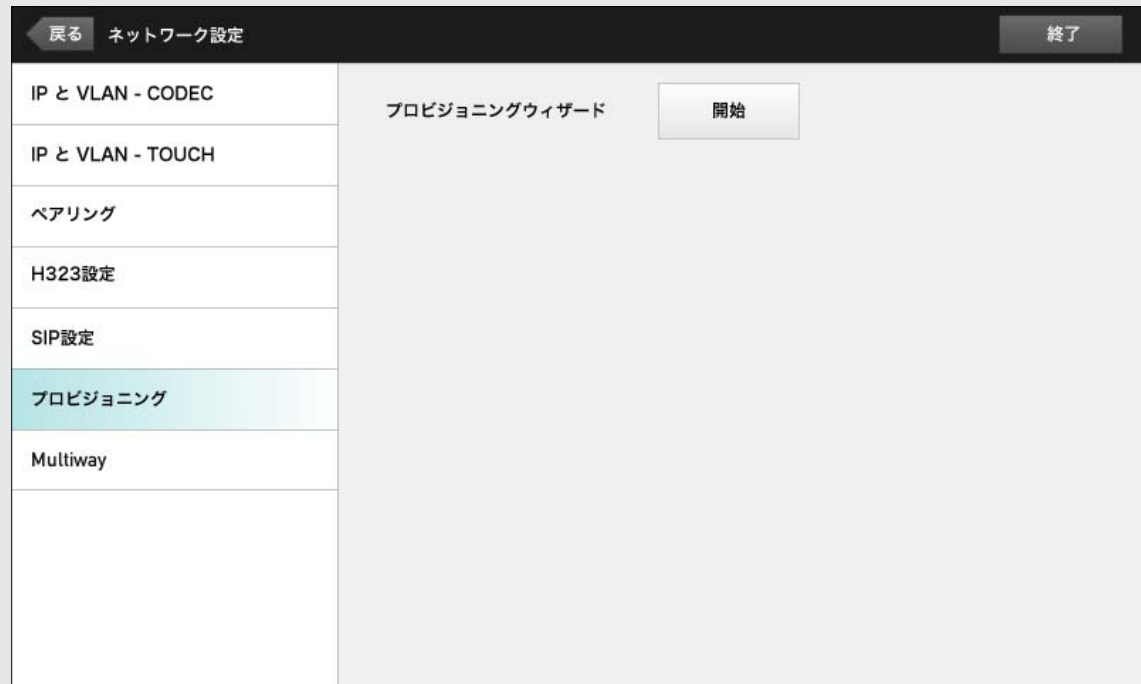 戻る
ネットワーク設定
終了
IP と VLAN - CODEC
IP と VLAN - TOUCH
ペアリング
H323設定
SIP設定
プロビジョニング
Multiway
プロビジョニングウィザード
開始